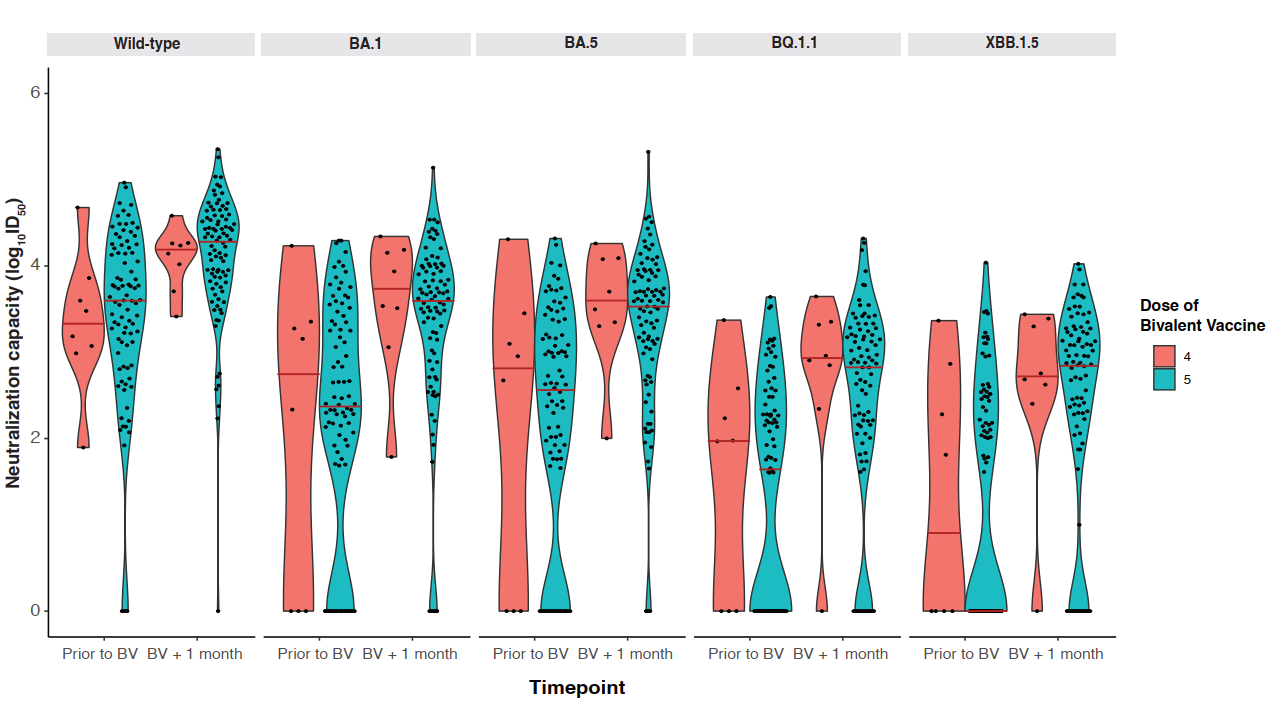 Wild-type BA.1 BA.5 BQ.1.1 XBB.1.5
6
4
2
0
Neutralization capacity (log10ID50)
Prior to BV BV + 1 month Prior to BV BV + 1 month Prior to BV BV + 1 month Prior to BV BV + 1 month Prior to BV BV + 1 month
Timepoint
Dose of
Bivalent Vaccine
4
5